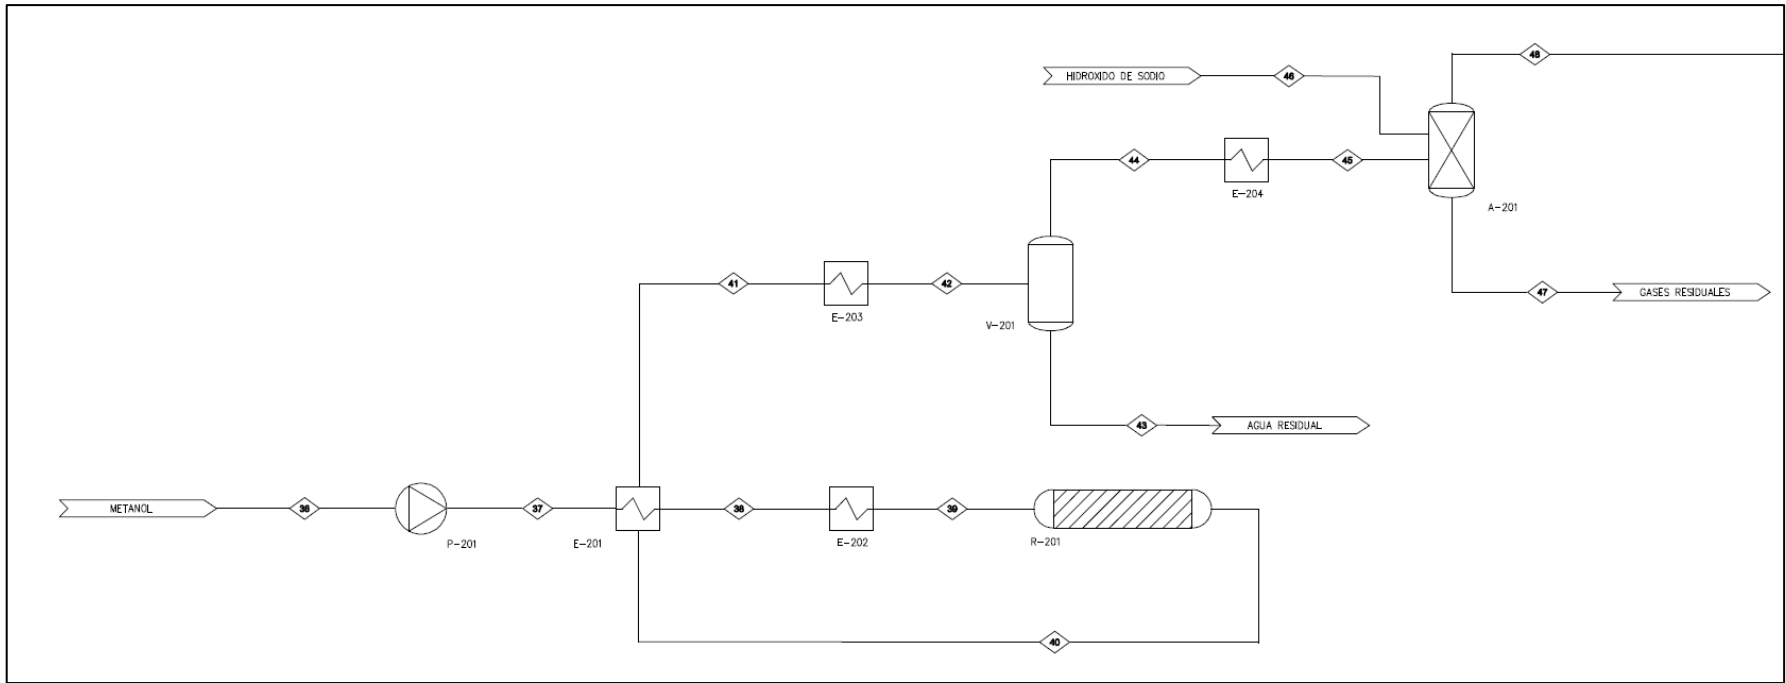 48
HIDROXIDO DE SODIO
46
44
45
E-204
A-201
41
42
47
GASES RESIDUALES
E-203
V-201
43
AGUA RESIDUAL
METANOL
36
37
38
39
P-201
E-201
E-202
R-201
40